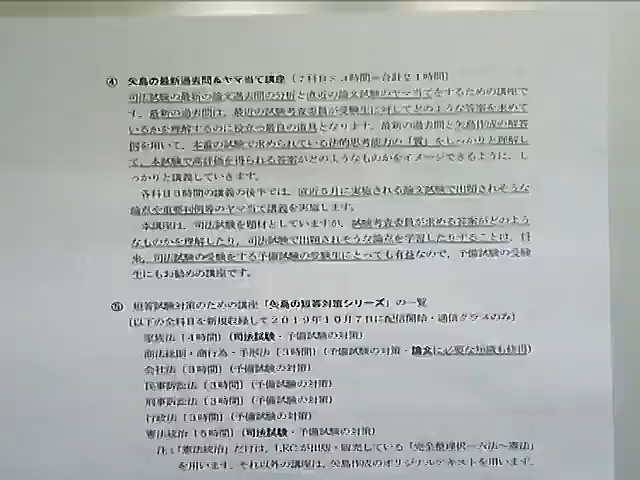 ④ 矢島の最新過去問&ヤマ当て講座 〔7科目×3時間=合計21時間〕
司法試験の最新の論文過去問の分析と直近の論文試験のヤマ当てをするための講座で
す。最新の過去問は、最近の試験考査委員が受験生に対してどのような答案を求めて
いるかを理解するのに役立つ最良の道具となります。最新の過去問と矢島作成の解答
例を用いて、本番の試験で求められている法的思考能力の「質」をしっかりと理解し
て、本試験で高評価を得られる答案がどのようなものかをイメージできるように、し
っかりと講義していきます。
各科目3時間の講義の後半では、直近5月に実施される論文試験で出題されそうな
論点や重要判例等のヤマ当て講義を実施します。
本講座は、司法試験を題材としていますが、試験考査委員が求める答案がどのよう
なものかを理解したり、司法試験で出題されそうな論点を学習したりすることは、将
来、司法試験の受験をする予備試験の受験生にとっても有益なので、予備試験の受験
生にもお勧めの講座です。
⑤ 短答試験対策のための講座「矢島の短答対策シリーズ」の一覧
〔以下の全科目を新規収録して2019年10月7日に配信開始・通信クラスのみ〕
家族法〔4時間〕(司法試験・予備試験の対策)
商法総則・商行為・手形法〔3時間〕(予備試験の対策・論文に必要な知識も修得)
会社法〔3時間〕(予備試験の対策)
民事訴訟法〔3時間〕(予備試験の対策)
刑事訴訟法〔3時間〕(予備試験の対策)
行政法〔3時間〕(予備試験の対策)
憲法統治〔5時間〕(司法試験・予備試験の対策)
注:「憲法統治」だけは、LECが出版・販売している「完全整理択一六法~憲法」
を用います。それ以外の講座は、矢島作成のオリジナルテキストを用います。